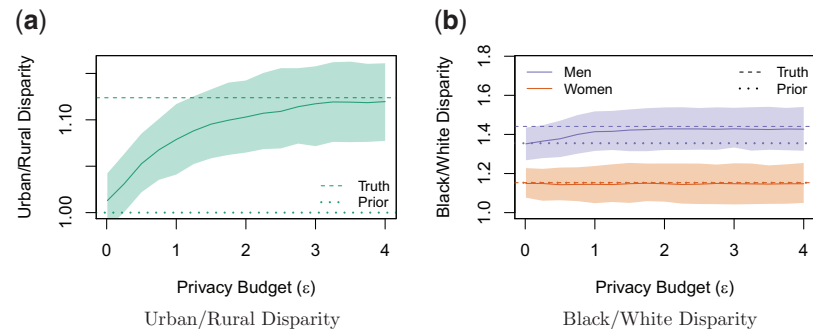 (a)
Urban/Rural Disparity
1.10
1.00
Truth
Prior
0 1 2 3 4
Privacy Budget (ε)
Urban/Rural Disparity
(b)
Black/White Disparity
1.8
1.6
1.4
1.2
1.0
Men
Women
Truth
Prior
0 1 2 3 4
Privacy Budget (ε)
Black/White Disparity